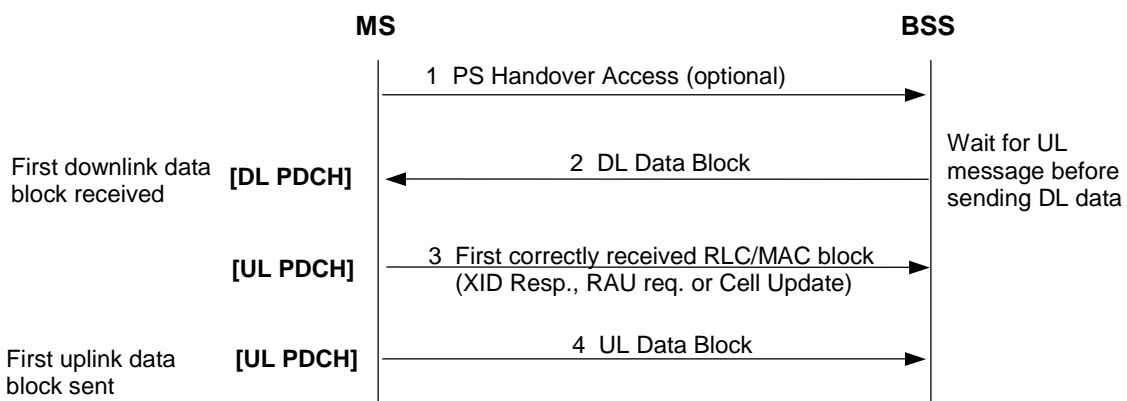 MS
BSS
1 PS Handover Access (optional)
Wait for UL
message before
sending DL data
First downlink data
block received
[DL PDCH]
2 DL Data Block
[UL PDCH]
3 First correctly received RLC/MAC block
(XID Resp., RAU req. or Cell Update)
First uplink data
block sent
[UL PDCH]
4 UL Data Block